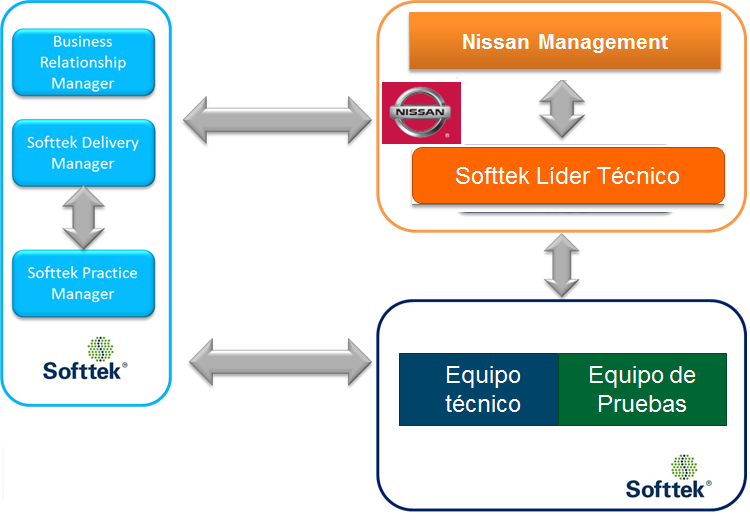 Business
Relationship
Manager
Softtek Delivery
Manager
Softtek Practice
Manager
Softtek®
Nissan Management
NISSAN
®
Softtek Líder Técnico
Equipo
técnico
Equipo de
Pruebas
Softtek®